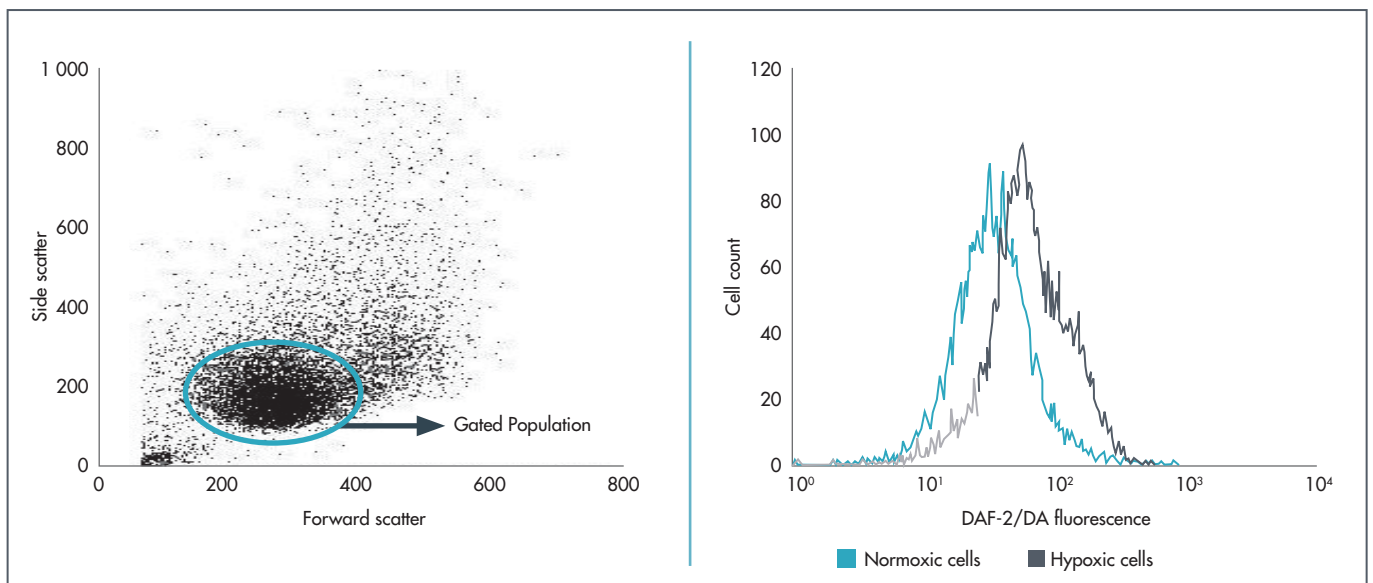 1 000
800
600
400
200
0
Side scatter
0 200 400 600 800
Forward scatter
Gated Population
120
100
80
60
40
20
0
Cell count
10⁰ 10¹ 10² 10³ 10⁴
DAF-2/DA fluorescence
Normoxic cells Hypoxic cells